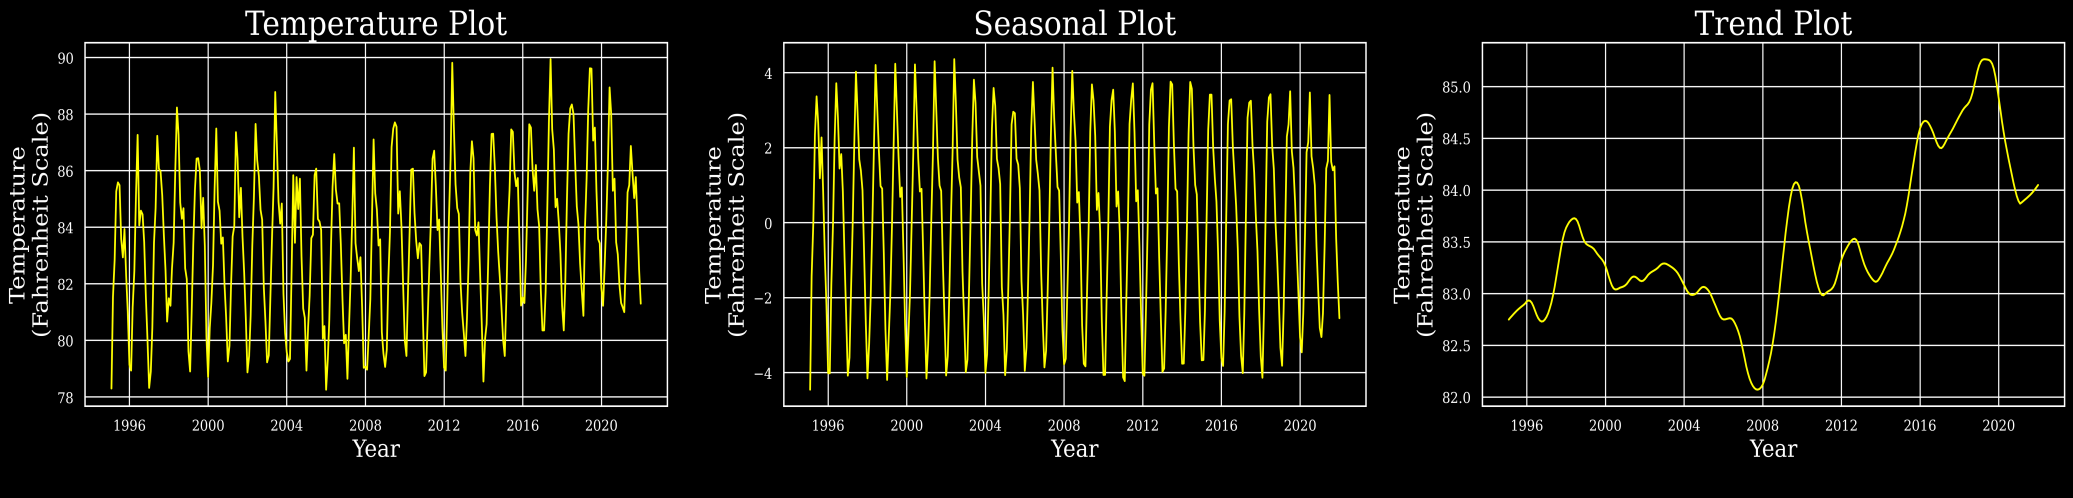 Temperature Plot
Temperature
(Fahrenheit Scale)
90
88
86
84
82
80
78
1996 2000 2004 2008 2012 2016 2020
Year
Seasonal Plot
Temperature
(Fahrenheit Scale)
4
2
0
−2
−4
1996 2000 2004 2008 2012 2016 2020
Year
Trend Plot
Temperature
(Fahrenheit Scale)
85.0
84.5
84.0
83.5
83.0
82.5
82.0
1996 2000 2004 2008 2012 2016 2020
Year